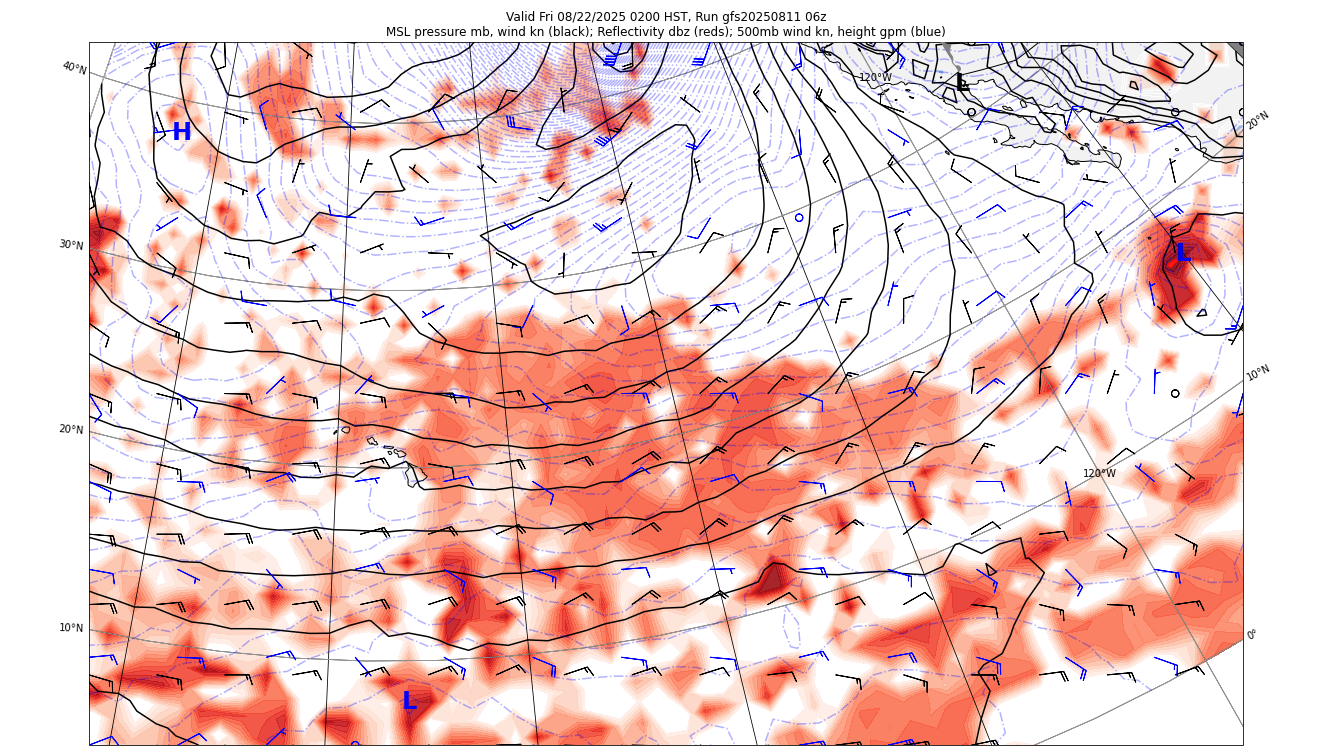 Valid Fri 08/22/2025 0200 HST, Run gfs20250811 06z
MSL pressure mb, wind kn (black); Reflectivity dbz (reds); 500mb wind kn, height gpm (blue)
40°N
120°W
L
20°N
H
30°N
L
10°N
20°N
120°W
10°N
0°
L